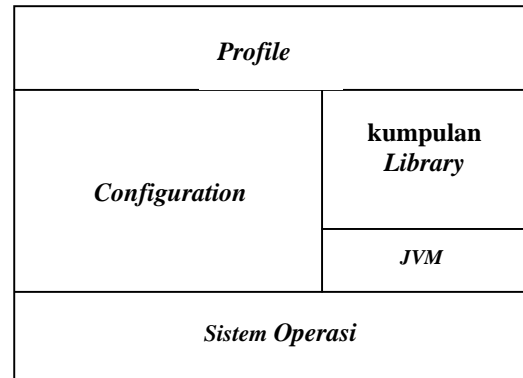 Profile
kumpulan
Library
Configuration
JVM
Sistem Operasi